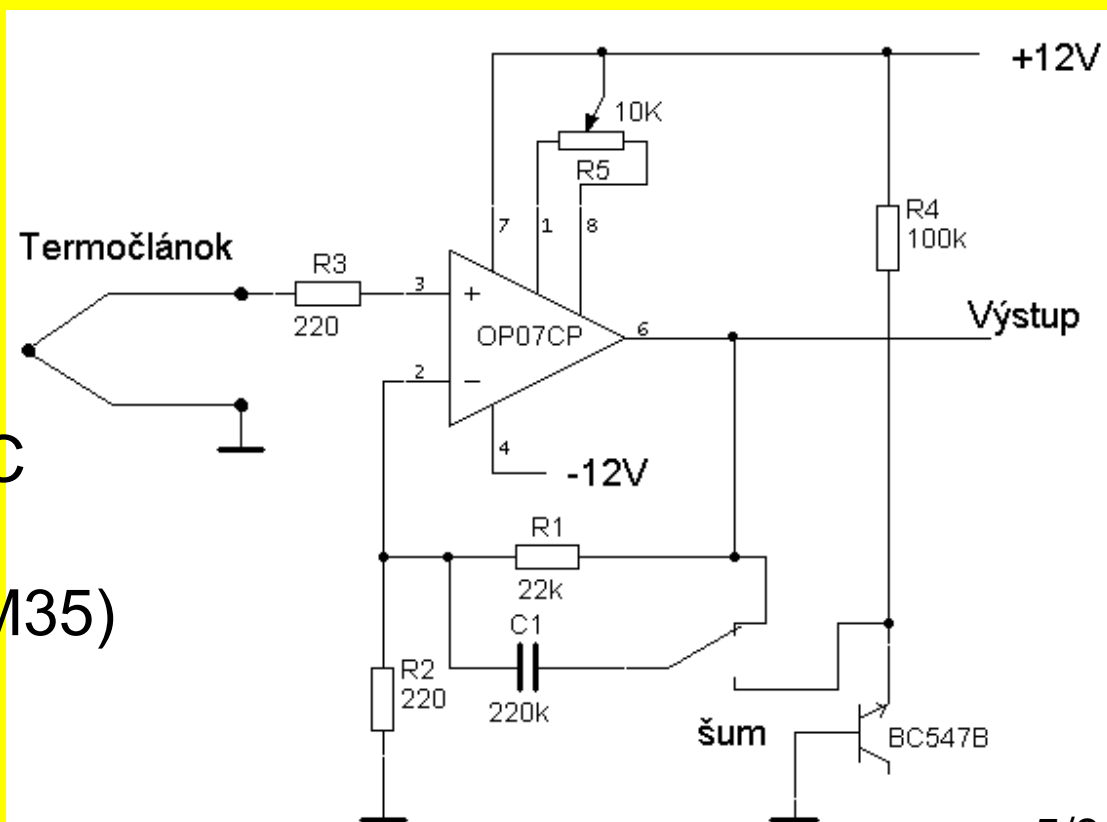 +12V
10K
R5
R4
100k
7
1
8
Termočlánok
R3
220
3
+
OP07CP
6
Výstup
2
−
4
-12V
C
R1
22k
M35)
C1
220k
R2
220
šum
BC547B